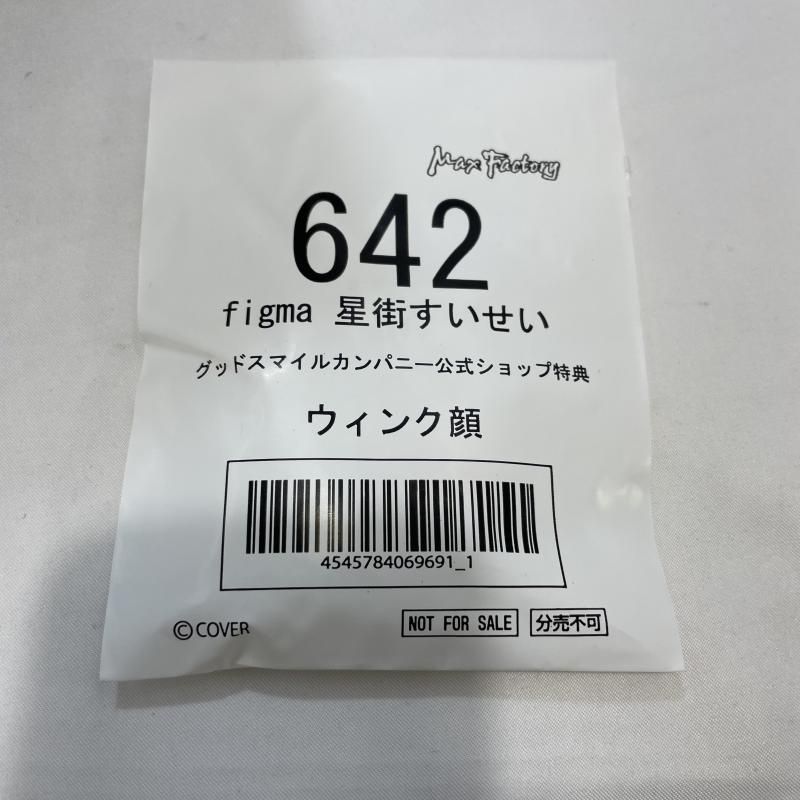 Max Factory
642
figma 星街すいせい
グッドスマイルカンパニー公式ショップ特典
ウィンク顔
4545784069691_1
©COVER
NOT FOR SALE
分売不可